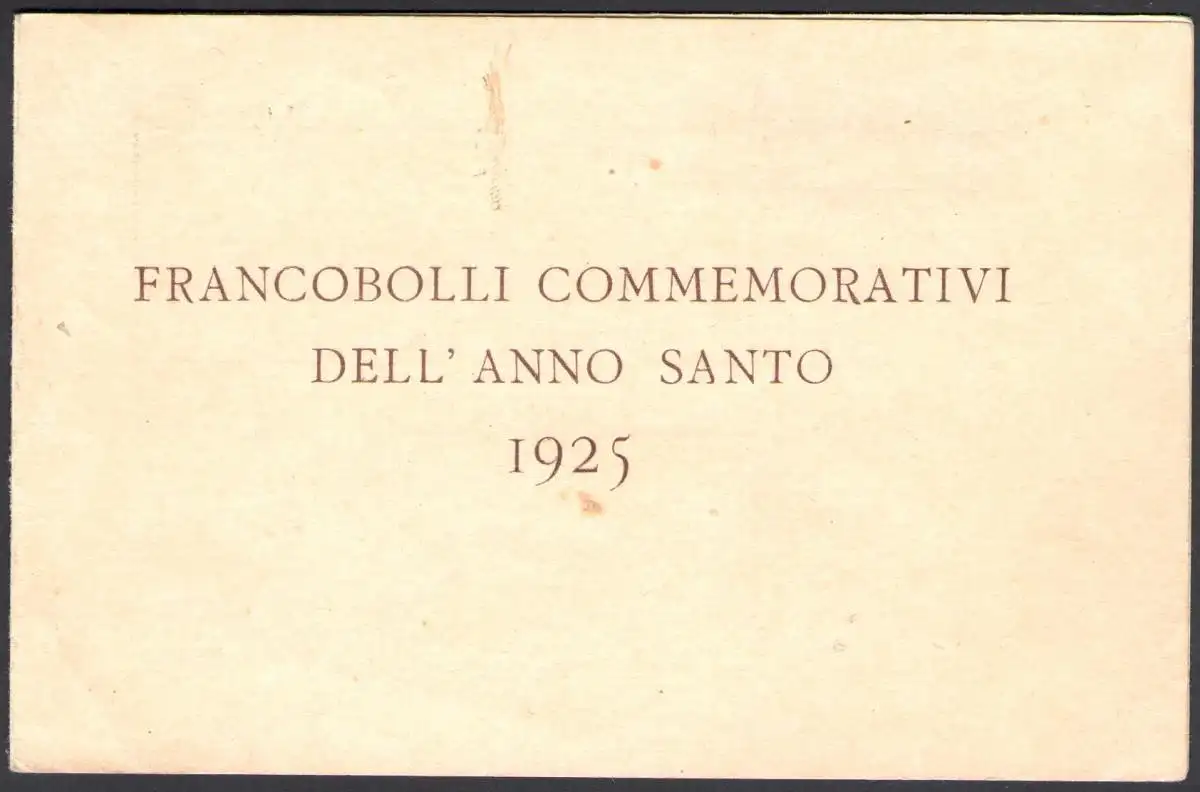 FRANCOBOLLI COMMEMORATIVI
DELL' ANNO SANTO
1925